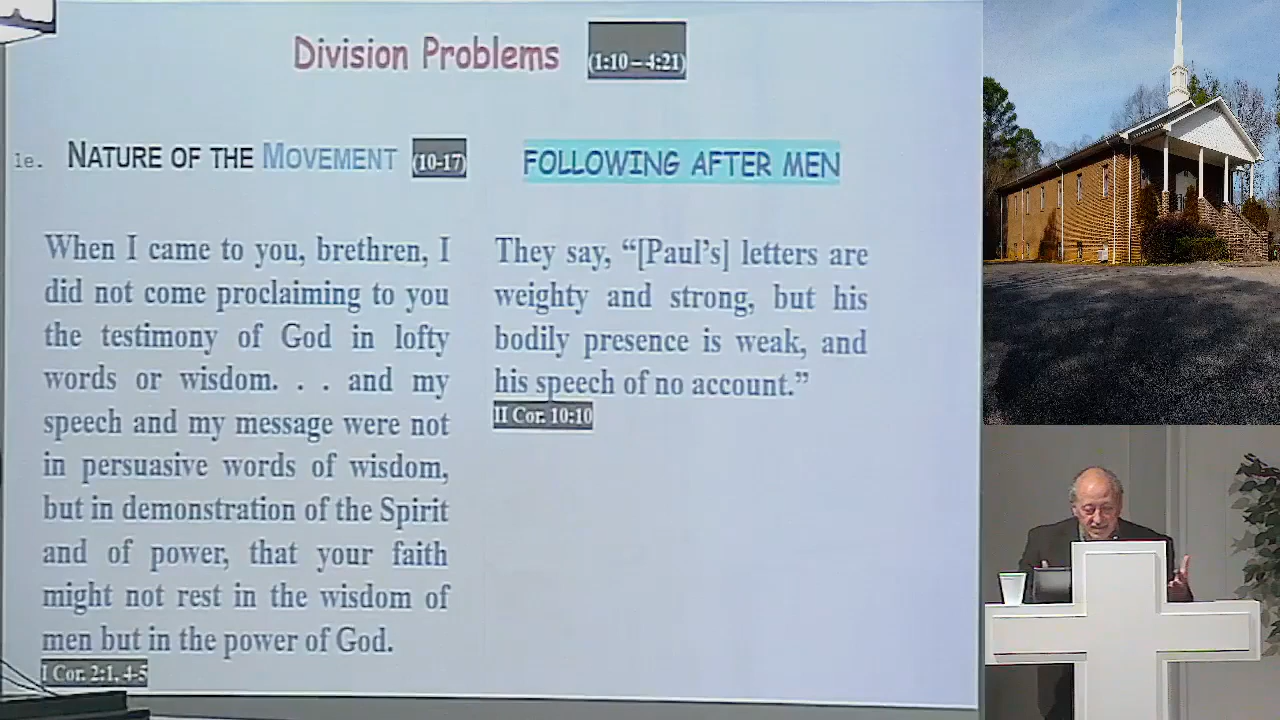 Division Problems (1:10 – 4:21)
1e. NATURE OF THE MOVEMENT (10-17)
FOLLOWING AFTER MEN
When I came to you, brethren, I
did not come proclaiming to you
the testimony of God in lofty
words or wisdom. . . and my
speech and my message were not
in persuasive words of wisdom,
but in demonstration of the Spirit
and of power, that your faith
might not rest in the wisdom of
men but in the power of God.
I Cor. 2:1, 4-5
They say, “[Paul’s] letters are
weighty and strong, but his
bodily presence is weak, and
his speech of no account.”
II Cor. 10:10